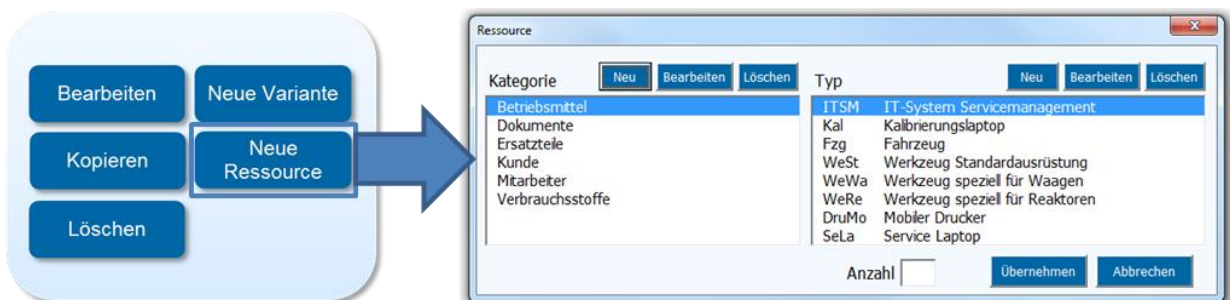 Bearbeiten
Neue Variante
Kopieren
Neue
Ressource
Löschen
Ressource
Kategorie
Neu
Bearbeiten
Löschen
Betriebsmittel
Dokumente
Ersatzteile
Kunde
Mitarbeiter
Verbrauchsstoffe
Typ
Neu
Bearbeiten
Löschen
ITSM IT-System Servicemanagement
Kal Kalibrierungslaptop
Fzg Fahrzeug
WeSt Werkzeug Standardausrüstung
WeWa Werkzeug speziell für Waagen
WeRe Werkzeug speziell für Reaktoren
DruMo Mobiler Drucker
SeLa Service Laptop
Anzahl
Übernehmen
Abbrechen